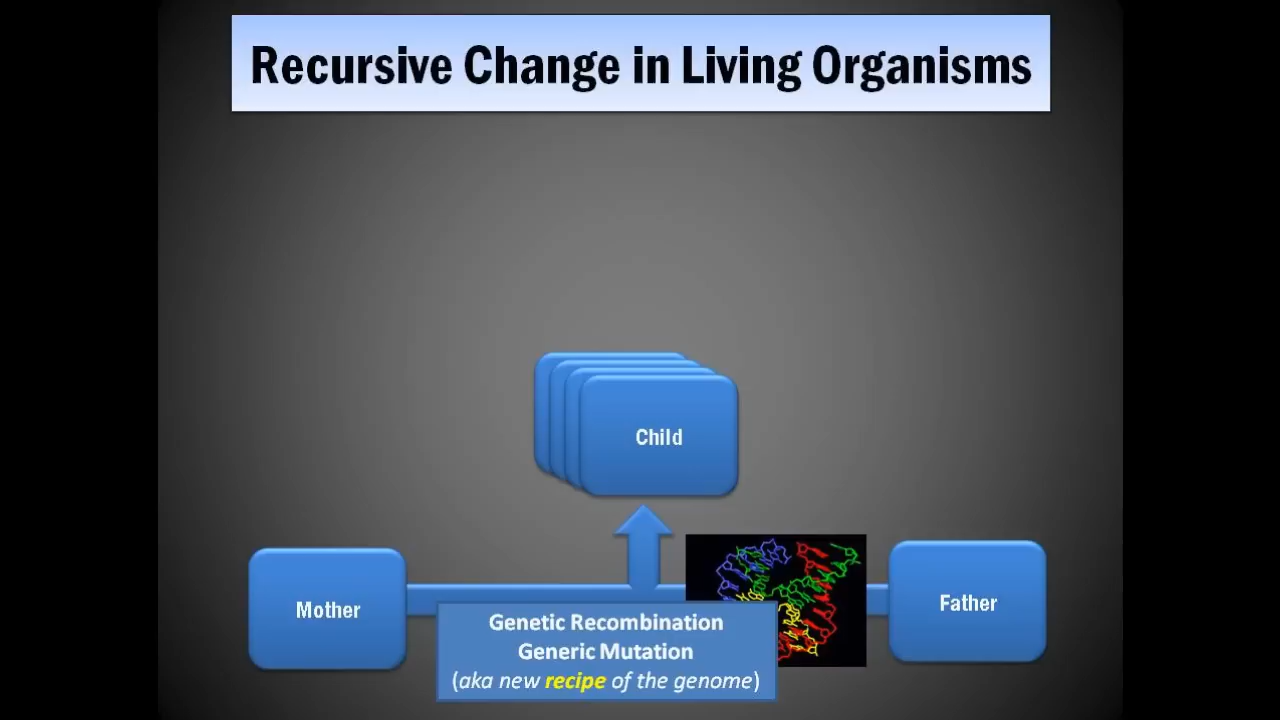 Recursive Change in Living Organisms
Child
Mother
Father
Genetic Recombination
Generic Mutation
(aka new recipe of the genome)